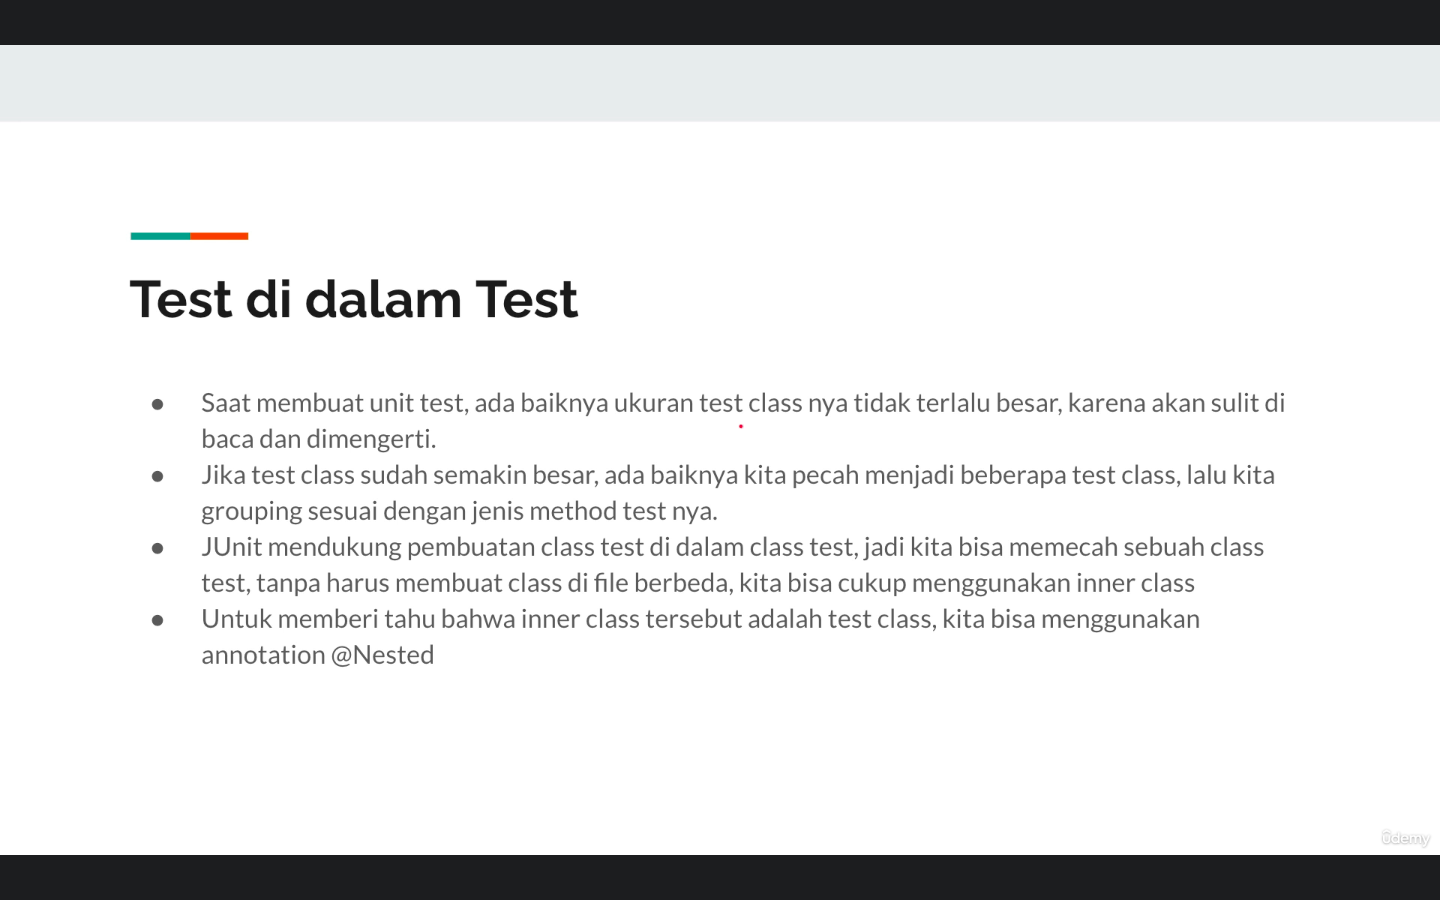 Test di dalam Test
● Saat membuat unit test, ada baiknya ukuran test class nya tidak terlalu besar, karena akan sulit di
baca dan dimengerti.
● Jika test class sudah semakin besar, ada baiknya kita pecah menjadi beberapa test class, lalu kita
grouping sesuai dengan jenis method test nya.
● JUnit mendukung pembuatan class test di dalam class test, jadi kita bisa memecah sebuah class
test, tanpa harus membuat class di file berbeda, kita bisa cukup menggunakan inner class
● Untuk memberi tahu bahwa inner class tersebut adalah test class, kita bisa menggunakan
annotation @Nested
ûdemy